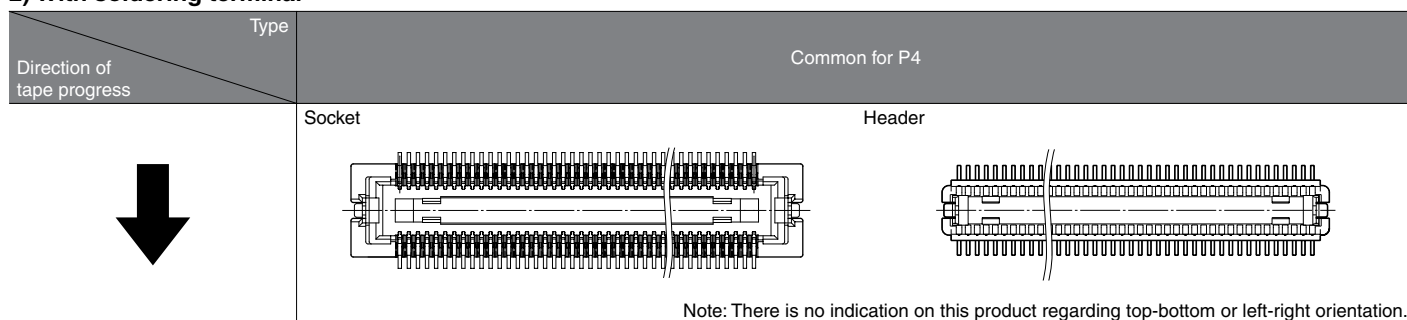 2) With soldering terminal
Type
Direction of
tape progress
Common for P4
Socket
Header
Note: There is no indication on this product regarding top-bottom or left-right orientation.